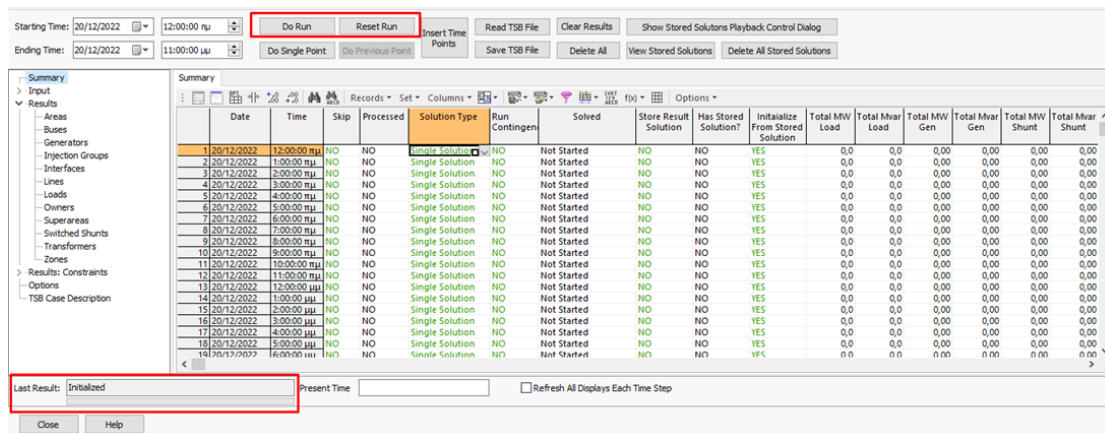 Starting Time: 20/12/2022 12:00:00 πμ Do Run Reset Run Insert Time Points Read TSB File Clear Results Show Stored Solutons Playback Control Dialog
Ending Time: 20/12/2022 11:00:00 μμ Do Single Point Do Previous Point Save TSB File Delete All View Stored Solutions Delete All Stored Solutions
Summary
Input
Results
Areas
Buses
Generators
Injection Groups
Interfaces
Lines
Loads
Owners
Superareas
Switched Shunts
Transformers
Zones
Results: Constraints
Options
TSB Case Description
Summary
Records Set Columns f(x) Options
Date Time Skip Processed Solution Type Run Contingen Solved Store Result Solution Has Stored Solution? Initaialize From Stored Solution Total MW Load Total Mvar Load Total MW Gen Total Mvar Gen Total MW Shunt Total Mvar Shunt
1 20/12/2022 12:00:00 πμ NO NO Single Solution NO Not Started NO NO YES 0,0 0,0 0,00 0,00 0,00 0,00
2 20/12/2022 1:00:00 πμ NO NO Single Solution NO Not Started NO NO YES 0,0 0,0 0,00 0,00 0,00 0,00
3 20/12/2022 2:00:00 πμ NO NO Single Solution NO Not Started NO NO YES 0,0 0,0 0,00 0,00 0,00 0,00
4 20/12/2022 3:00:00 πμ NO NO Single Solution NO Not Started NO NO YES 0,0 0,0 0,00 0,00 0,00 0,00
5 20/12/2022 4:00:00 πμ NO NO Single Solution NO Not Started NO NO YES 0,0 0,0 0,00 0,00 0,00 0,00
6 20/12/2022 5:00:00 πμ NO NO Single Solution NO Not Started NO NO YES 0,0 0,0 0,00 0,00 0,00 0,00
7 20/12/2022 6:00:00 πμ NO NO Single Solution NO Not Started NO NO YES 0,0 0,0 0,00 0,00 0,00 0,00
8 20/12/2022 7:00:00 πμ NO NO Single Solution NO Not Started NO NO YES 0,0 0,0 0,00 0,00 0,00 0,00
9 20/12/2022 8:00:00 πμ NO NO Single Solution NO Not Started NO NO YES 0,0 0,0 0,00 0,00 0,00 0,00
10 20/12/2022 9:00:00 πμ NO NO Single Solution NO Not Started NO NO YES 0,0 0,0 0,00 0,00 0,00 0,00
11 20/12/2022 10:00:00 πμ NO NO Single Solution NO Not Started NO NO YES 0,0 0,0 0,00 0,00 0,00 0,00
12 20/12/2022 11:00:00 πμ NO NO Single Solution NO Not Started NO NO YES 0,0 0,0 0,00 0,00 0,00 0,00
13 20/12/2022 12:00:00 μμ NO NO Single Solution NO Not Started NO NO YES 0,0 0,0 0,00 0,00 0,00 0,00
14 20/12/2022 1:00:00 μμ NO NO Single Solution NO Not Started NO NO YES 0,0 0,0 0,00 0,00 0,00 0,00
15 20/12/2022 2:00:00 μμ NO NO Single Solution NO Not Started NO NO YES 0,0 0,0 0,00 0,00 0,00 0,00
16 20/12/2022 3:00:00 μμ NO NO Single Solution NO Not Started NO NO YES 0,0 0,0 0,00 0,00 0,00 0,00
17 20/12/2022 4:00:00 μμ NO NO Single Solution NO Not Started NO NO YES 0,0 0,0 0,00 0,00 0,00 0,00
18 20/12/2022 5:00:00 μμ NO NO Single Solution NO Not Started NO NO YES 0,0 0,0 0,00 0,00 0,00 0,00
19 20/12/2022 6:00:00 μμ NO NO Single Solution NO Not Started NO NO YES 0,0 0,0 0,00 0,00 0,00 0,00
Last Result: Initialized Present Time Refresh All Displays Each Time Step
Close Help